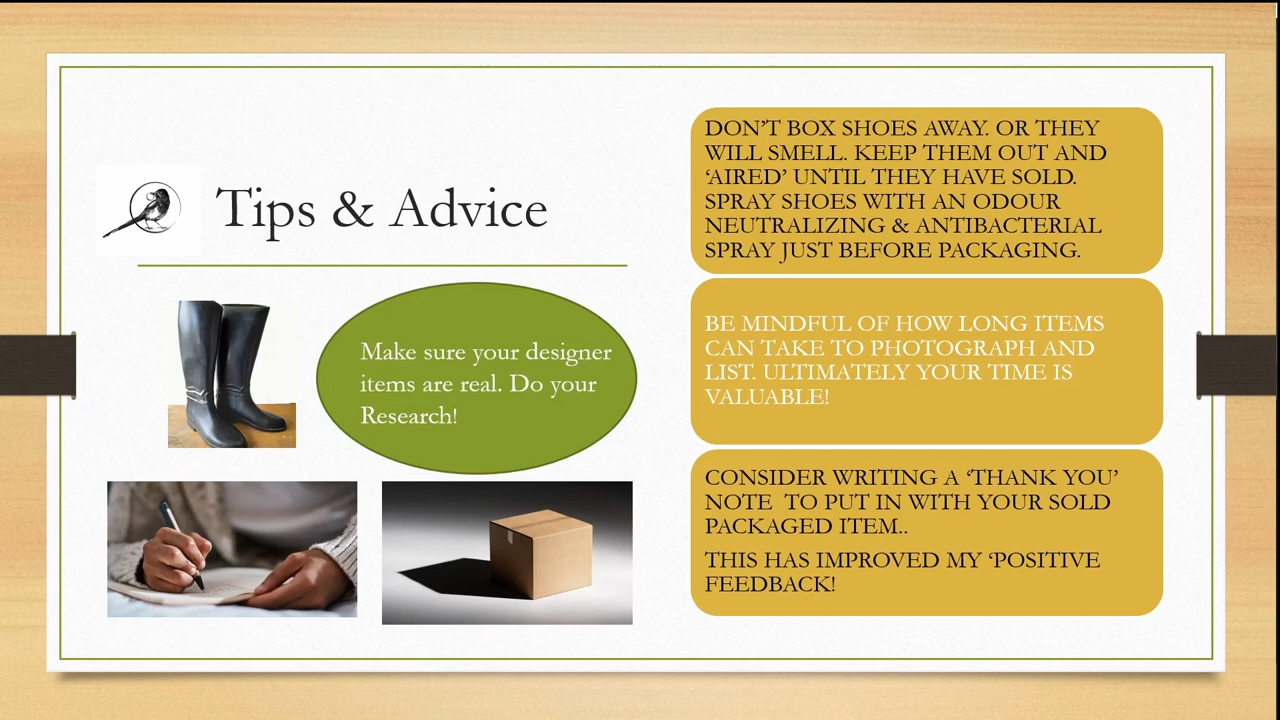 Tips & Advice
Make sure your designer
items are real. Do your
Research!
DON’T BOX SHOES AWAY. OR THEY
WILL SMELL. KEEP THEM OUT AND
‘AIRED’ UNTIL THEY HAVE SOLD.
SPRAY SHOES WITH AN ODOUR
NEUTRALIZING & ANTIBACTERIAL
SPRAY JUST BEFORE PACKAGING.
BE MINDFUL OF HOW LONG ITEMS
CAN TAKE TO PHOTOGRAPH AND
LIST. ULTIMATELY YOUR TIME IS
VALUABLE!
CONSIDER WRITING A ‘THANK YOU’
NOTE  TO PUT IN WITH YOUR SOLD
PACKAGED ITEM..
THIS HAS IMPROVED MY ‘POSITIVE
FEEDBACK!